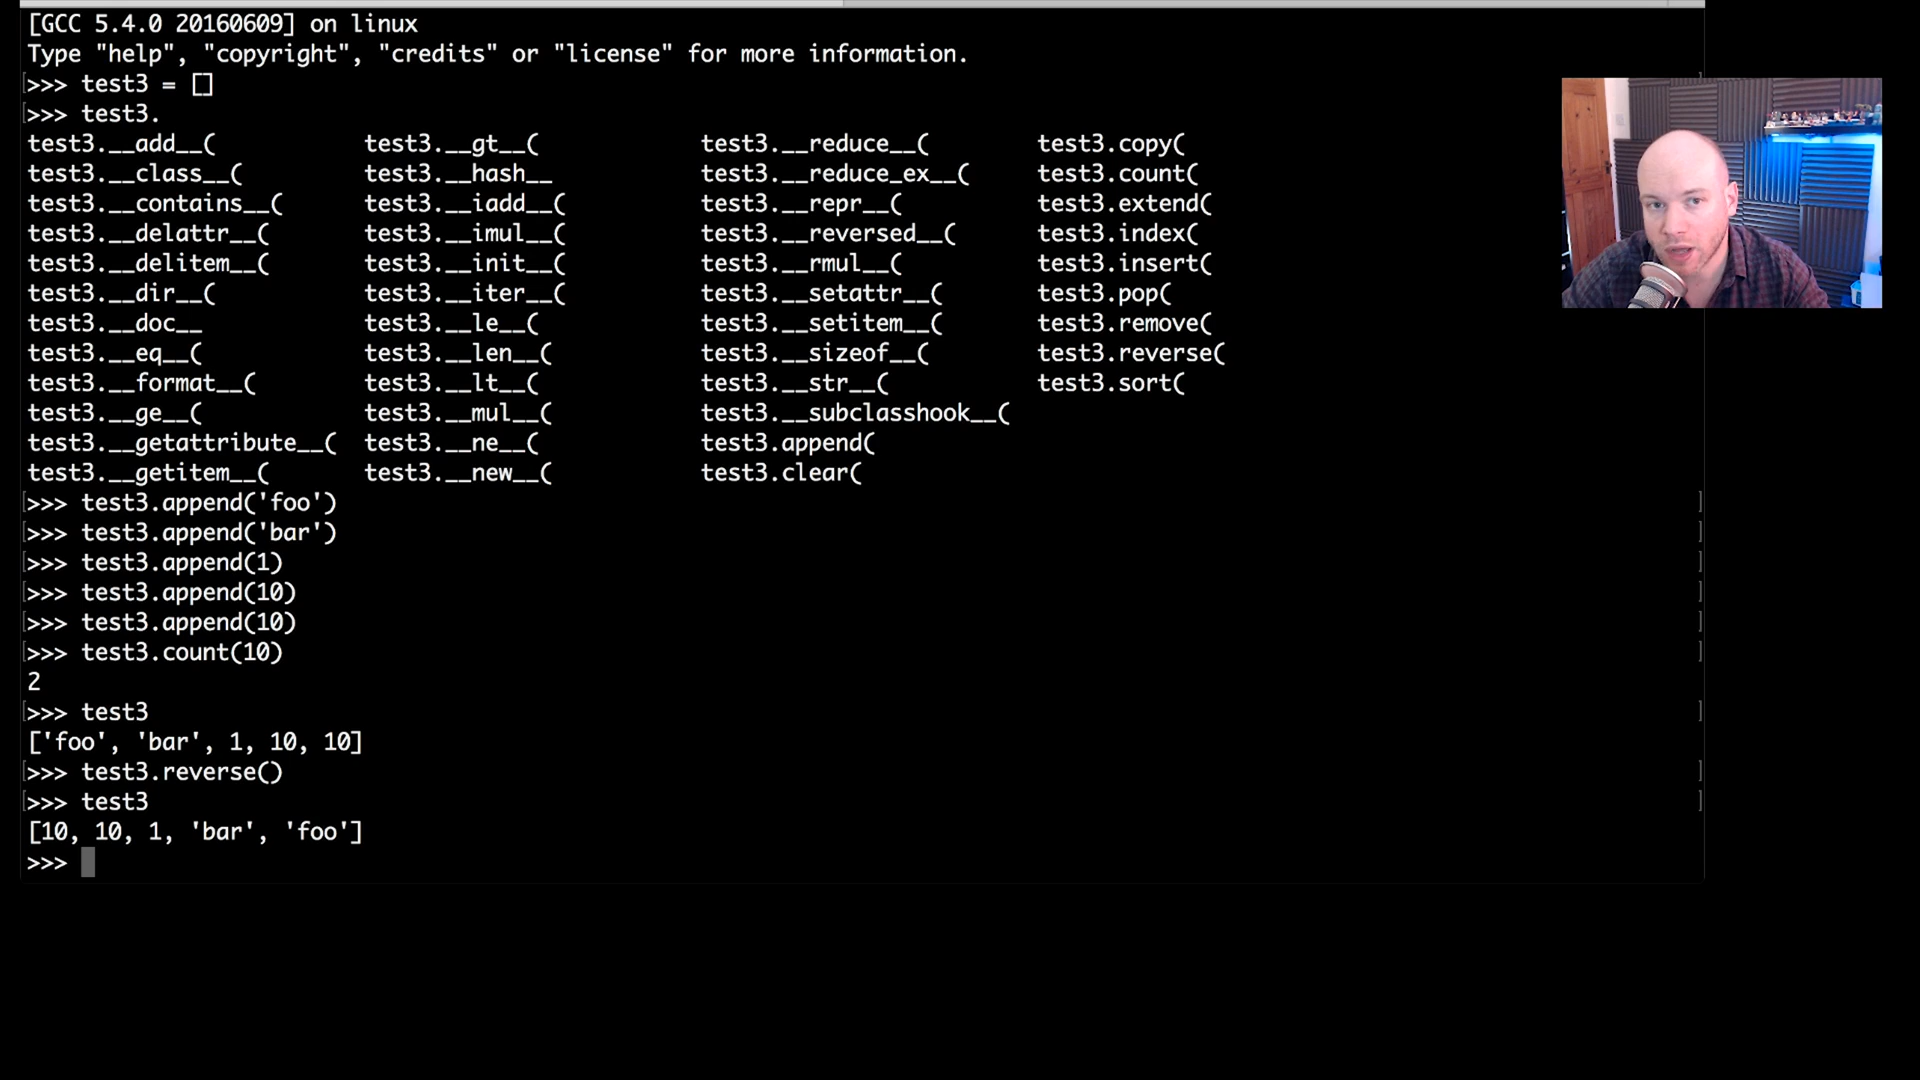 [GCC 5.4.0 20160609] on linux
Type "help", "copyright", "credits" or "license" for more information.
>>> test3 = []
>>> test3.
test3.__add__( test3.__gt__( test3.__reduce__( test3.copy(
test3.__class__( test3.__hash__ test3.__reduce_ex__( test3.count(
test3.__contains__( test3.__iadd__( test3.__repr__( test3.extend(
test3.__delattr__( test3.__imul__( test3.__reversed__( test3.index(
test3.__delitem__( test3.__init__( test3.__rmul__( test3.insert(
test3.__dir__( test3.__iter__( test3.__setattr__( test3.pop(
test3.__doc__ test3.__le__( test3.__setitem__( test3.remove(
test3.__eq__( test3.__len__( test3.__sizeof__( test3.reverse(
test3.__format__( test3.__lt__( test3.__str__( test3.sort(
test3.__ge__( test3.__mul__( test3.__subclasshook__(
test3.__getattribute__( test3.__ne__( test3.append(
test3.__getitem__( test3.__new__( test3.clear(
>>> test3.append('foo')
>>> test3.append('bar')
>>> test3.append(1)
>>> test3.append(10)
>>> test3.append(10)
>>> test3.count(10)
2
>>> test3
['foo', 'bar', 1, 10, 10]
>>> test3.reverse()
>>> test3
[10, 10, 1, 'bar', 'foo']
>>>